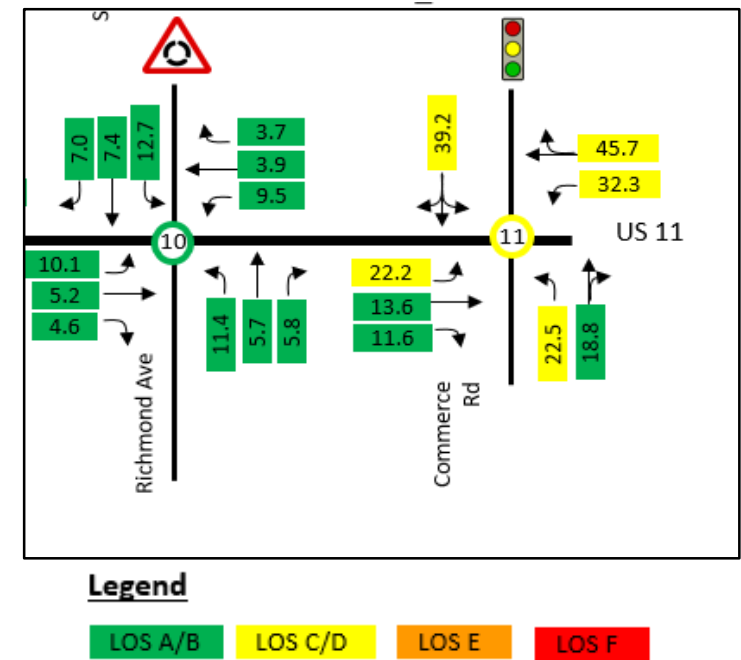 S
3.7
3.9
9.5
7.0
7.4
12.7
10
10.1
5.2
4.6
11.4
5.7
5.8
Richmond Ave
39.2
45.7
32.3
11
US 11
22.2
13.6
11.6
22.5
18.8
Commerce
Rd
Legend
LOS A/B
LOS C/D
LOS E
LOS F